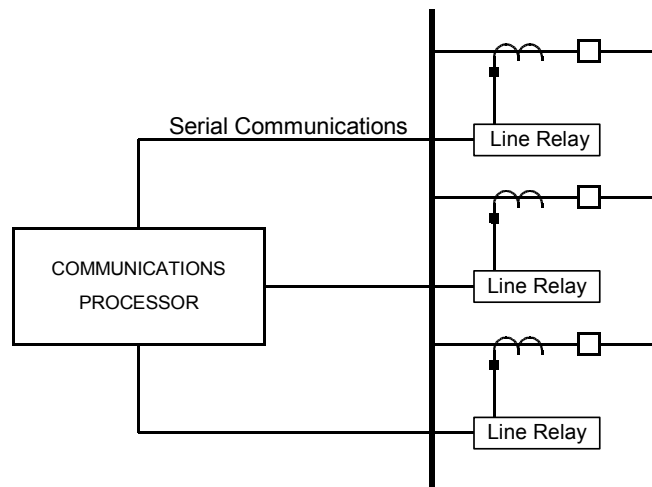 Serial Communications
Line Relay
COMMUNICATIONS
PROCESSOR
Line Relay
Line Relay